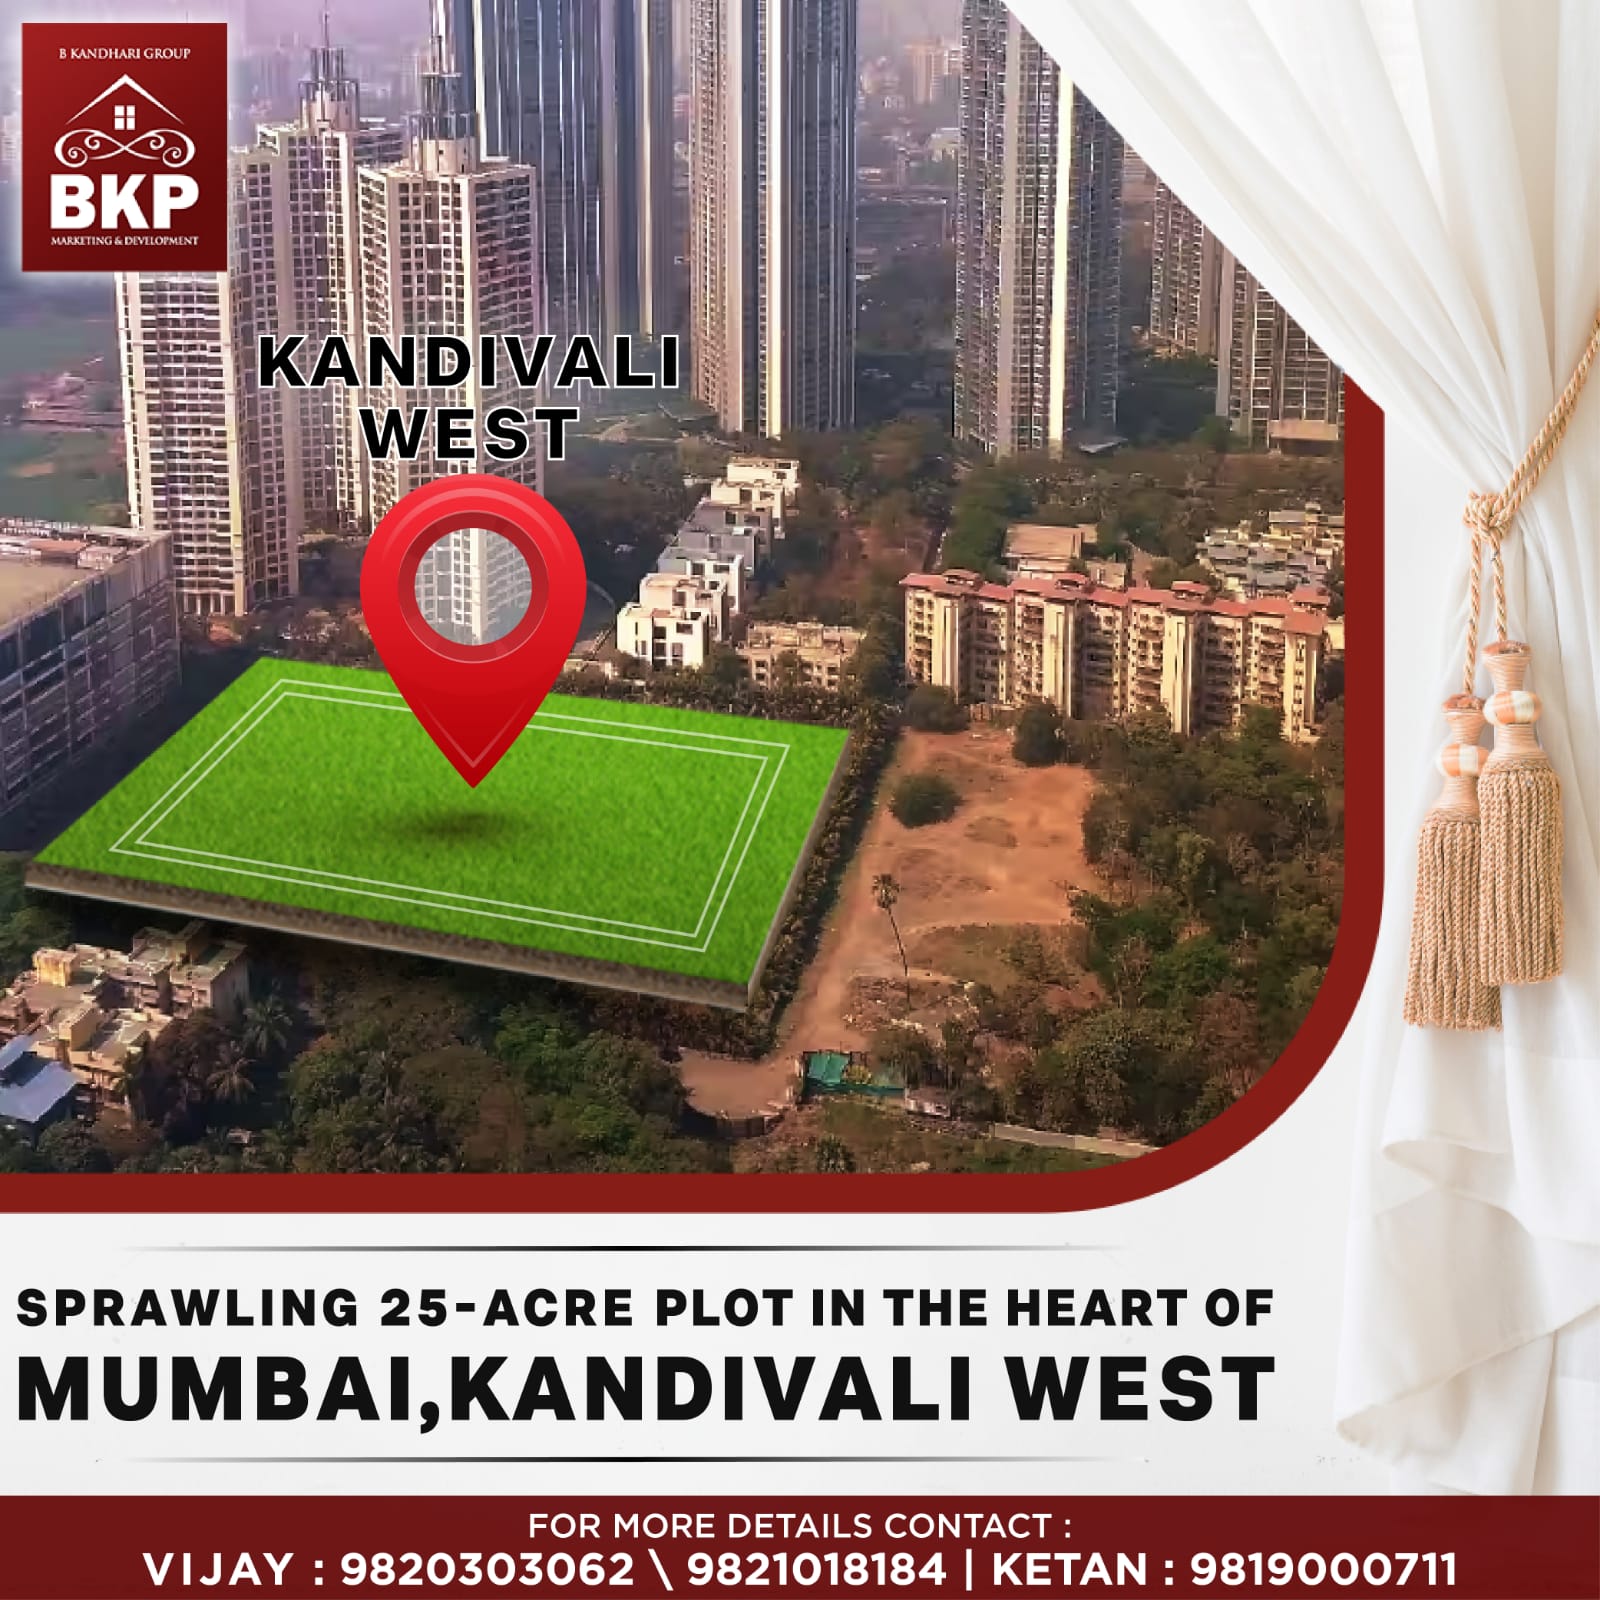 B KANDHARI GROUP
BKP
MARKETING & DEVELOPMENT
KANDIVALI
WEST
SPRAWLING 25-ACRE PLOT IN THE HEART OF
MUMBAI,KANDIVALI WEST
FOR MORE DETAILS CONTACT :
VIJAY : 9820303062 \ 9821018184 | KETAN : 9819000711